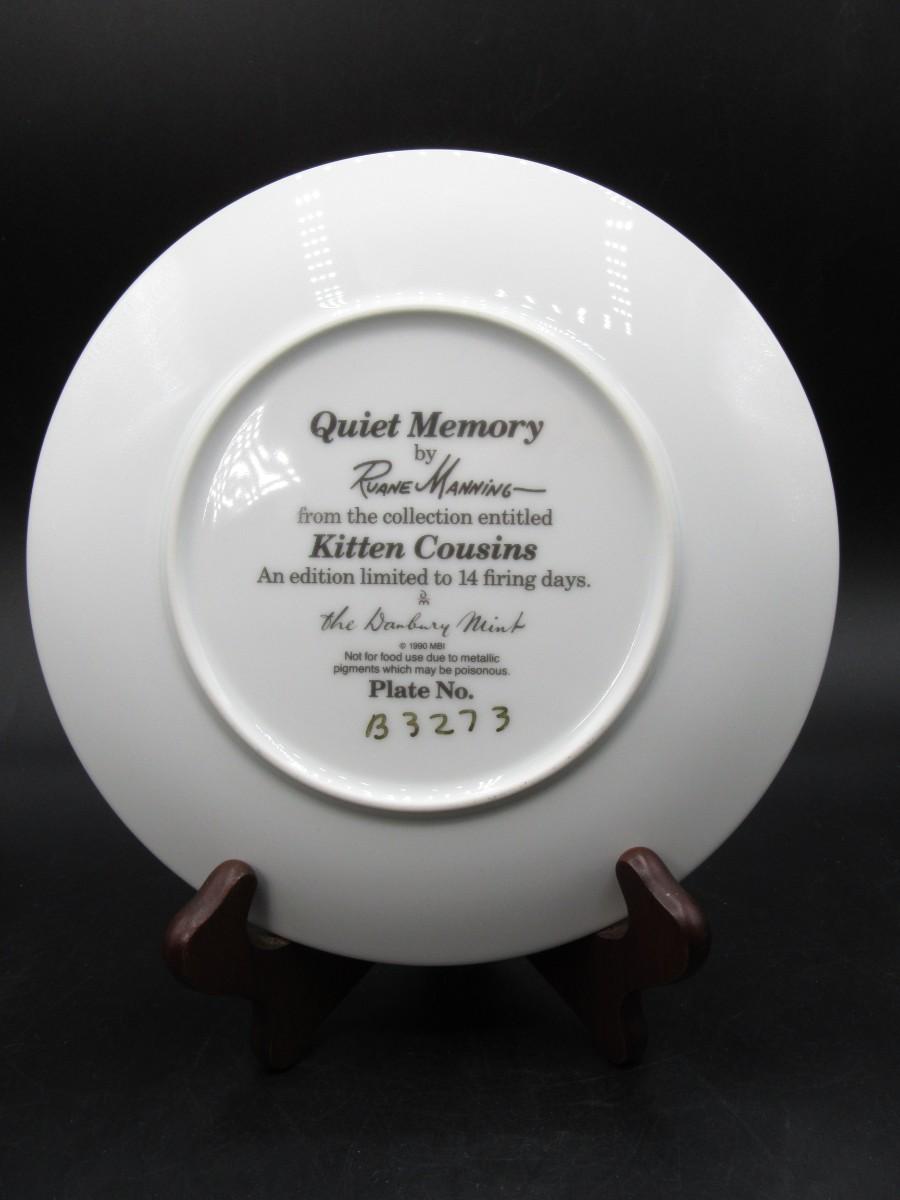 Quiet Memory
by
Ruane Manning
from the collection entitled
Kitten Cousins
An edition limited to 14 firing days.
DM
the Danbury Mint
© 1990 MBI
Not for food use due to metallic
pigments which may be poisonous.
Plate No.
B3273